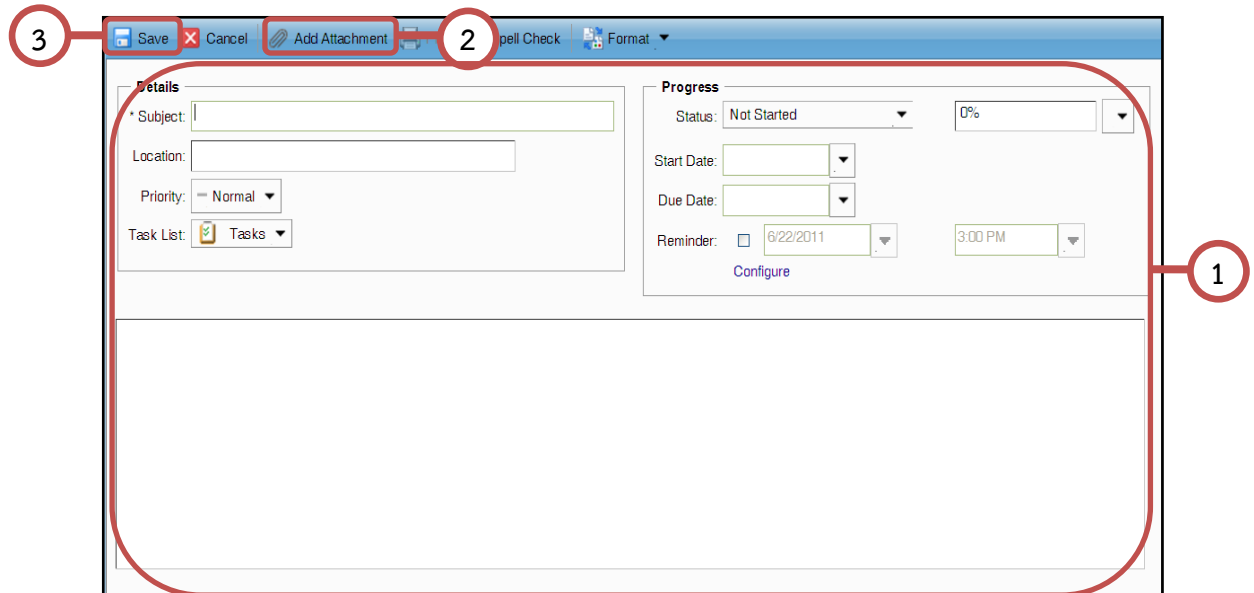 3 Save Cancel Add Attachment 2 pell Check Format
Details
* Subject:
Location:
Priority: Normal
Task List: Tasks
Progress
Status: Not Started 0%
Start Date:
Due Date:
Reminder: 6/22/2011 3:00 PM
Configure
1